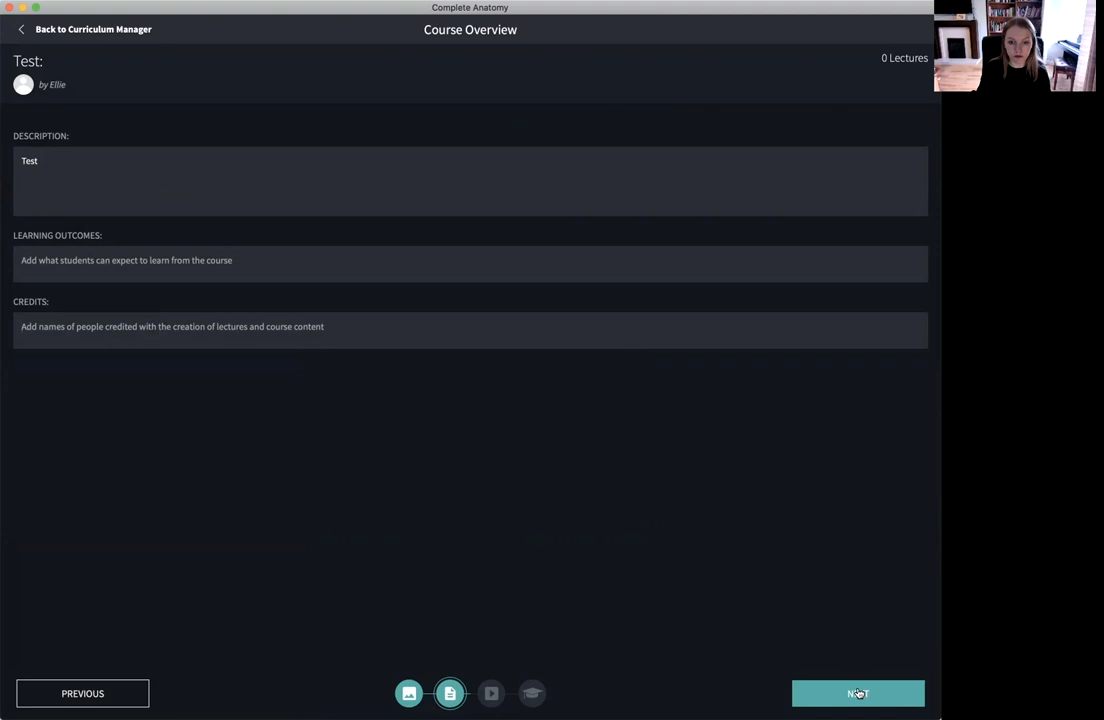 Complete Anatomy
Back to Curriculum Manager
Course Overview
Test:
0 Lectures
by Ellie
DESCRIPTION:
Test
LEARNING OUTCOMES:
Add what students can expect to learn from the course
CREDITS:
Add names of people credited with the creation of lectures and course content
PREVIOUS
NEXT